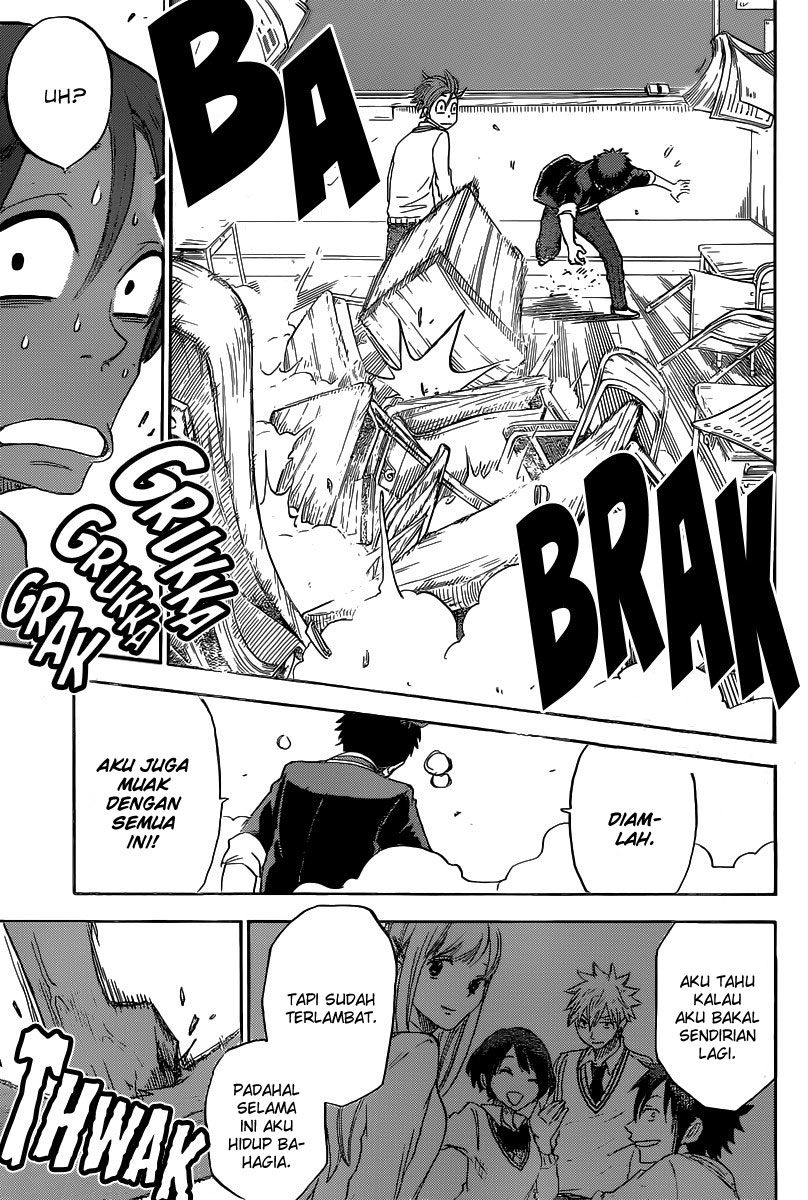 BA
BRAK
UH?
GRUKKA
GRUKKA
GRAK
DIAM-
LAH.
AKU JUGA
MUAK
DENGAN
SEMUA
INI!
AKU TAHU
KALAU
AKU BAKAL
SENDIRIAN
LAGI.
TAPI SUDAH
TERLAMBAT.
PADAHAL
SELAMA
INI AKU
HIDUP BA-
HAGIA.
THWAK